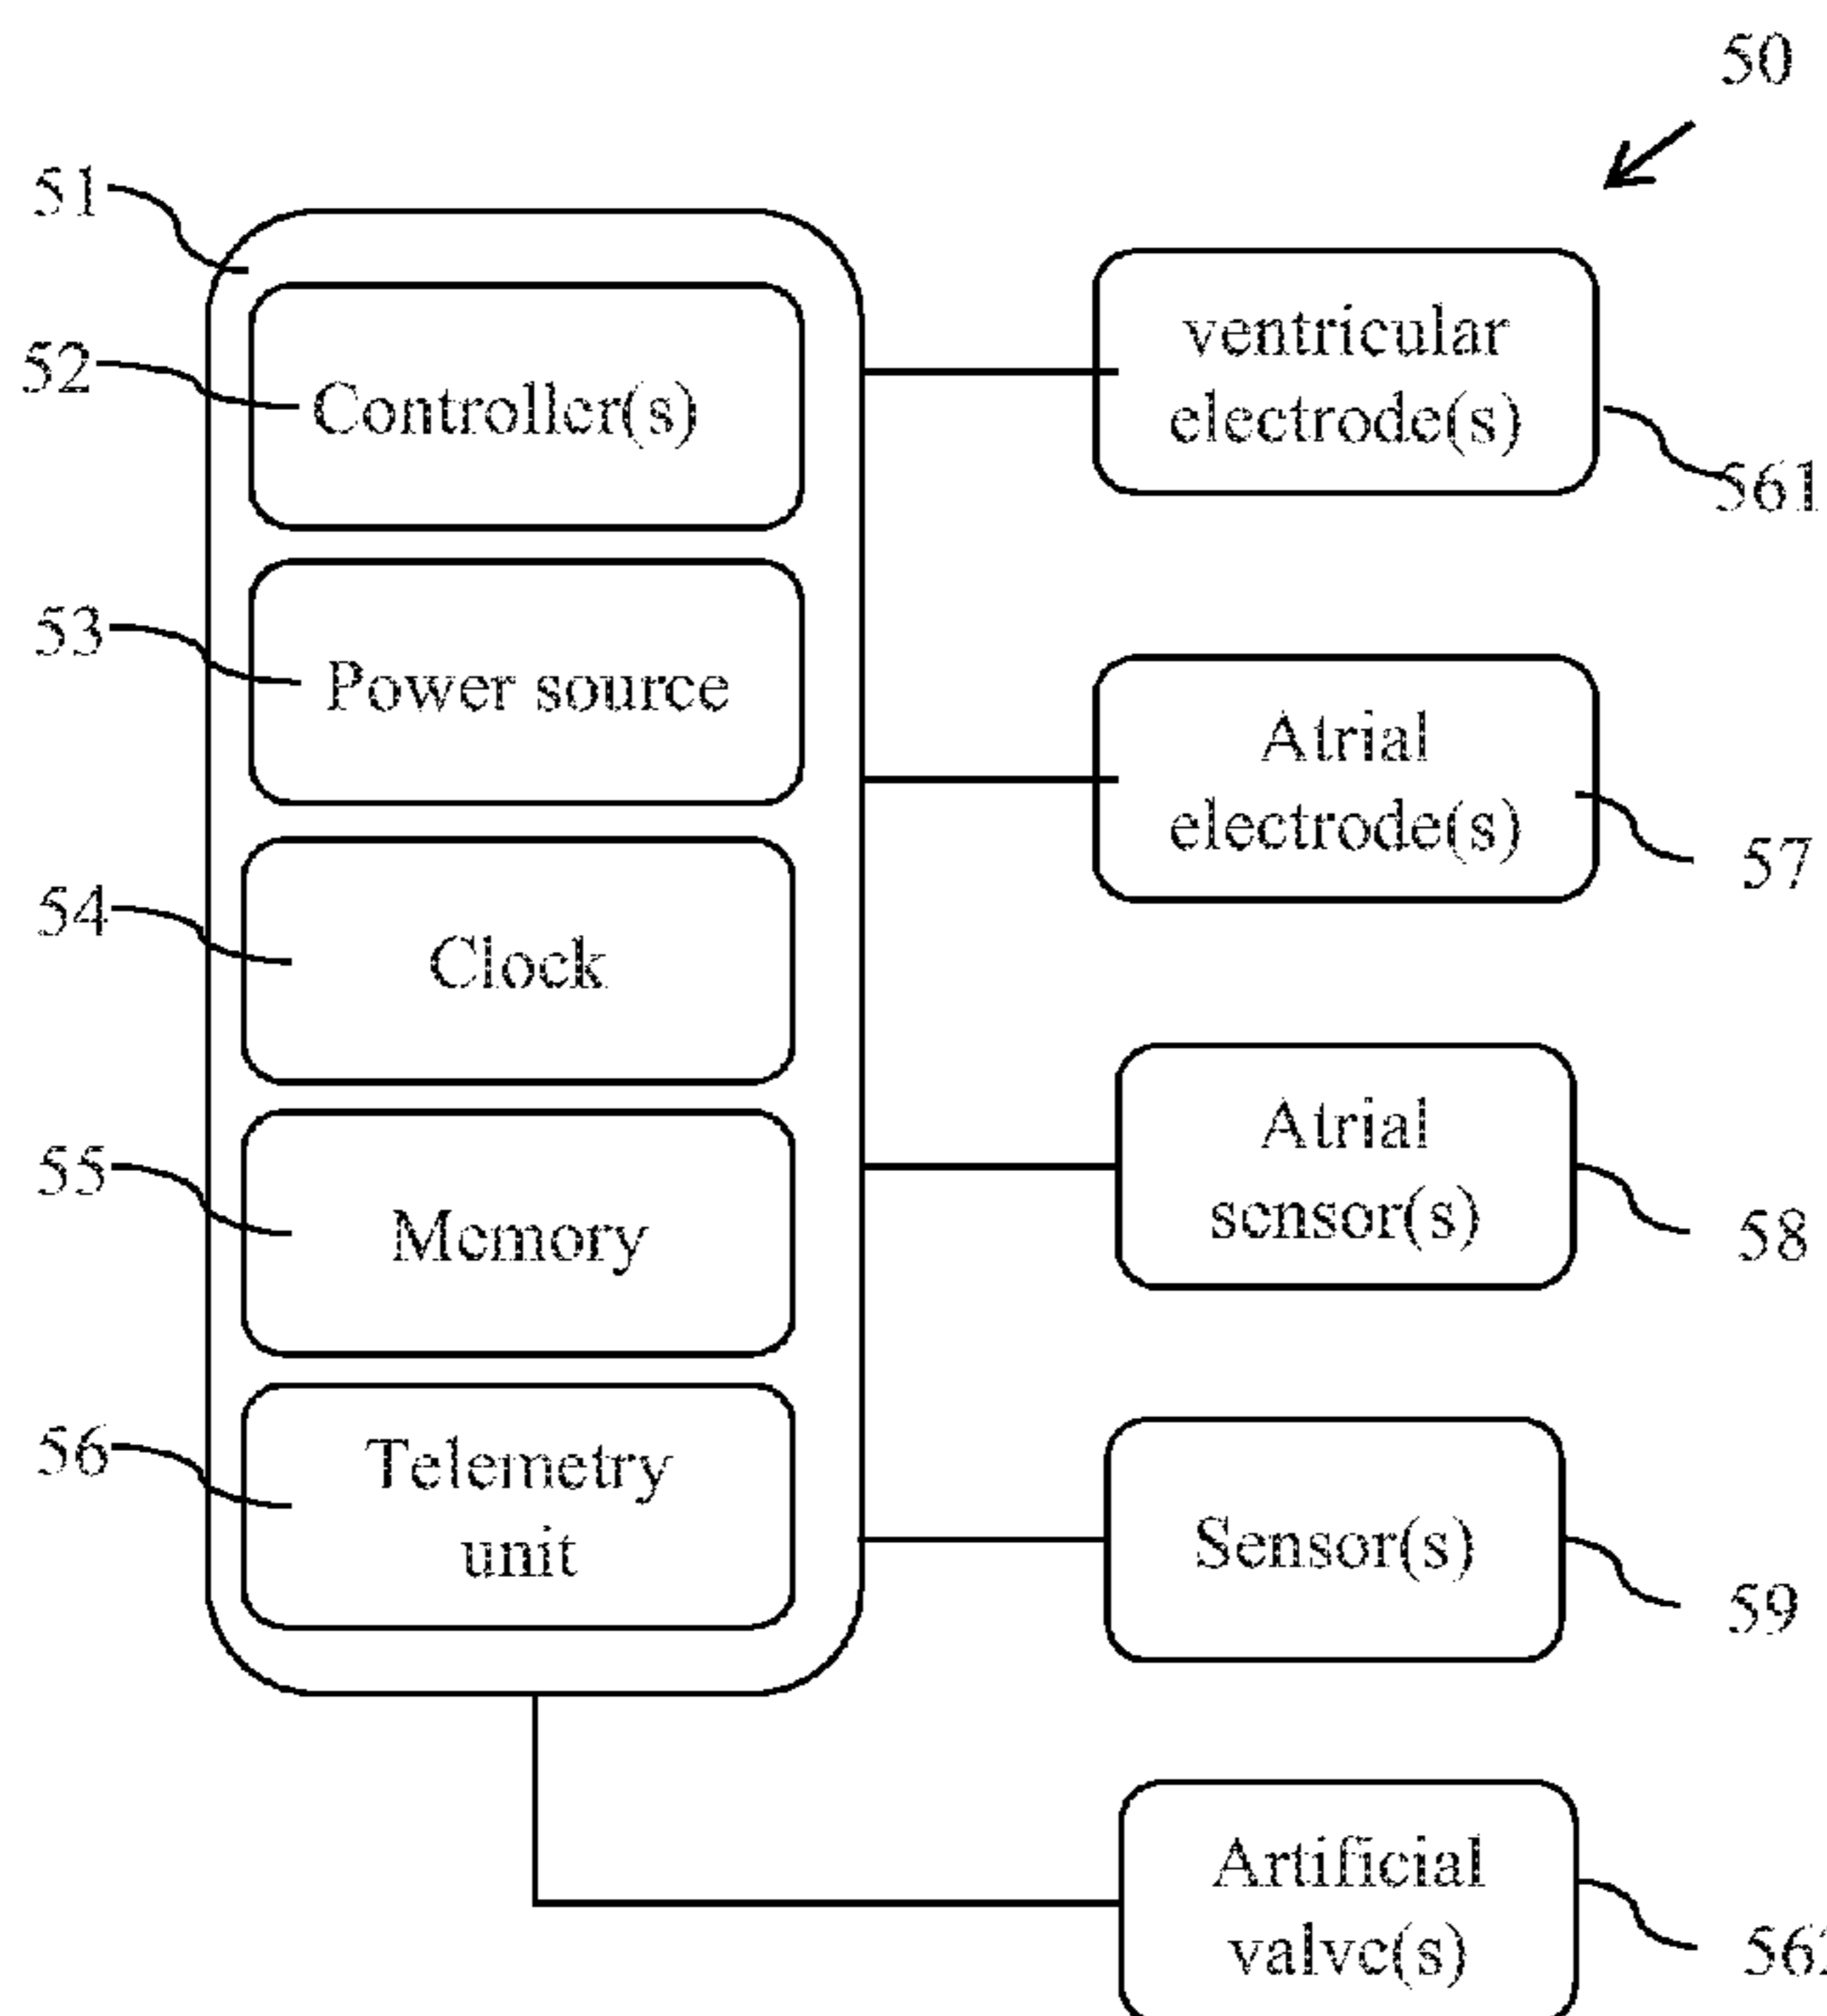 50
51
52
Controller(s)
ventricular
electrode(s)
561
53
Power source
Atrial
electrode(s)
57
54
Clock
Atrial
sensor(s)
58
55
Memory
56
Telemetry
unit
Sensor(s)
59
Artificial
valve(s)
562